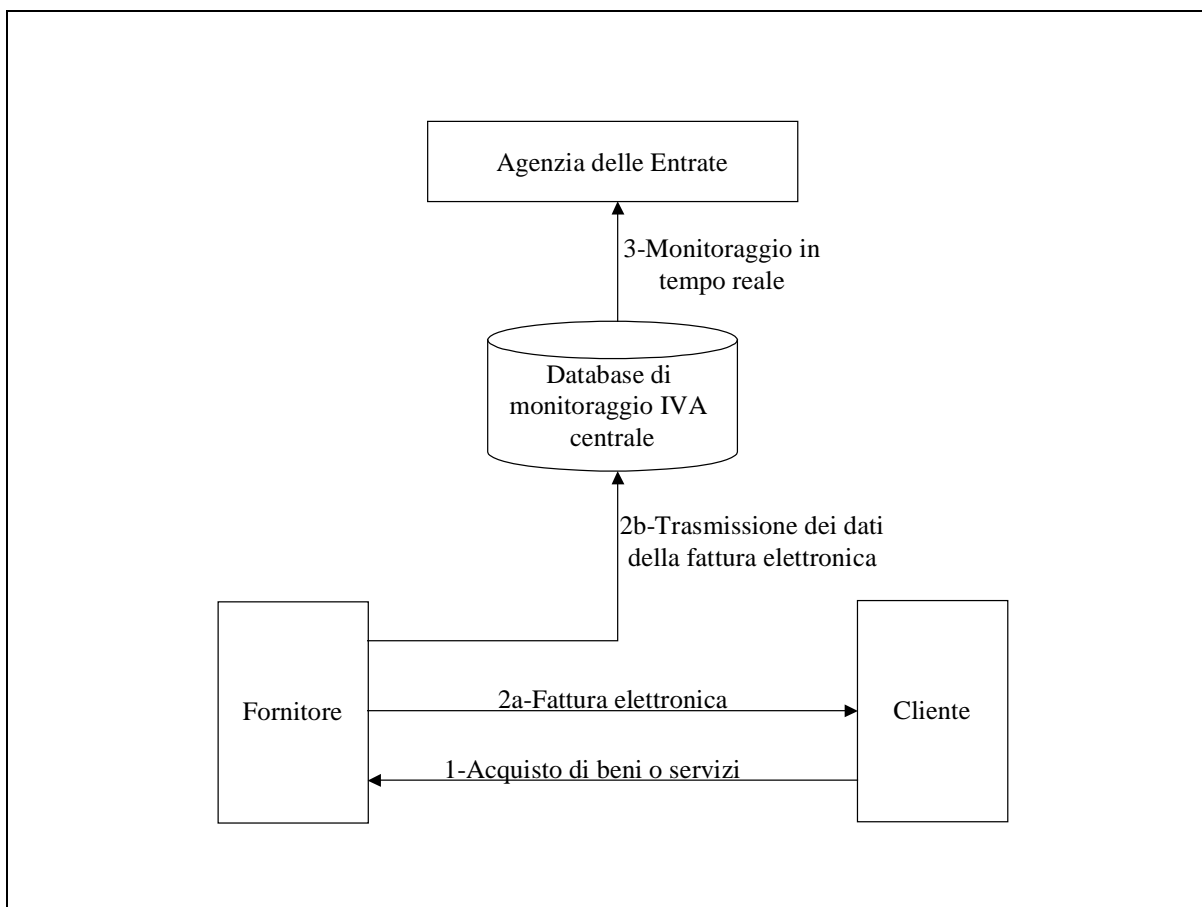 Agenzia delle Entrate
3-Monitoraggio in
tempo reale
Database di
monitoraggio IVA
centrale
2b-Trasmissione dei dati
della fattura elettronica
Fornitore
2a-Fattura elettronica
Cliente
1-Acquisto di beni o servizi